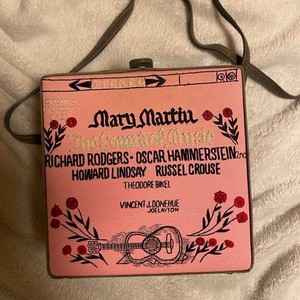 STEREO
Mary Martin
The Sound of Music
RICHARD RODGERS • OSCAR HAMMERSTEIN 2nd
HOWARD LINDSAY RUSSEL CROUSE
THEODORE BIKEL
VINCENT J. DONEHUE
JOE LAYTON